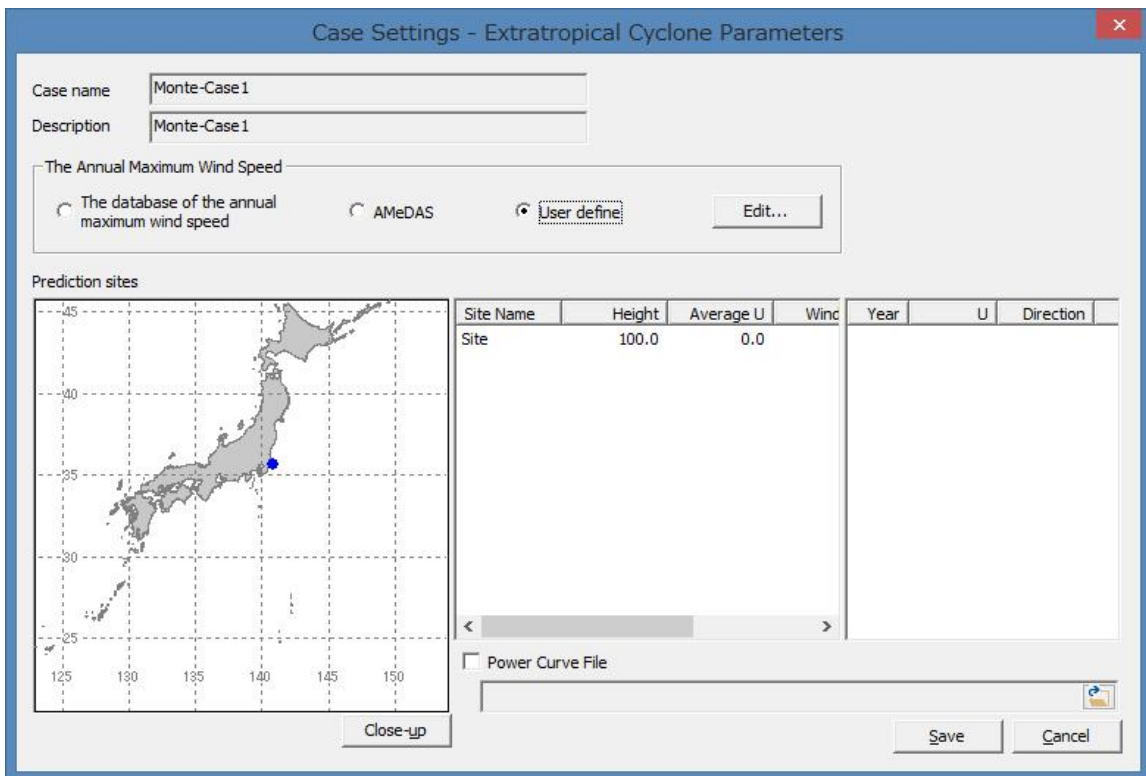 Case Settings - Extratropical Cyclone Parameters
Case name Monte-Case1
Description Monte-Case1
The Annual Maximum Wind Speed
The database of the annual
maximum wind speed
AMeDAS
User define
Edit...
Prediction sites
45
40
35
30
25
125 130 135 140 145 150
Site Name Height Average U Wind
Site 100.0 0.0
Year U Direction
Power Curve File
Close-up
Save
Cancel